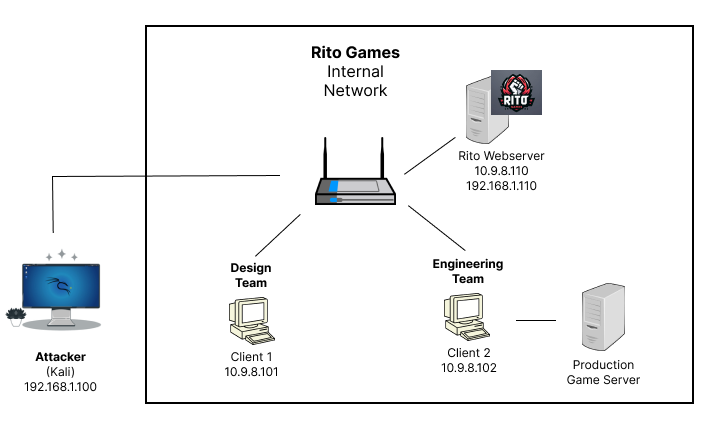 Rito Games
Internal
Network
RITO
Rito Webserver
10.9.8.110
192.168.1.110
Design
Team
Client 1
10.9.8.101
Engineering
Team
Client 2
10.9.8.102
Production
Game Server
Attacker
(Kali)
192.168.1.100